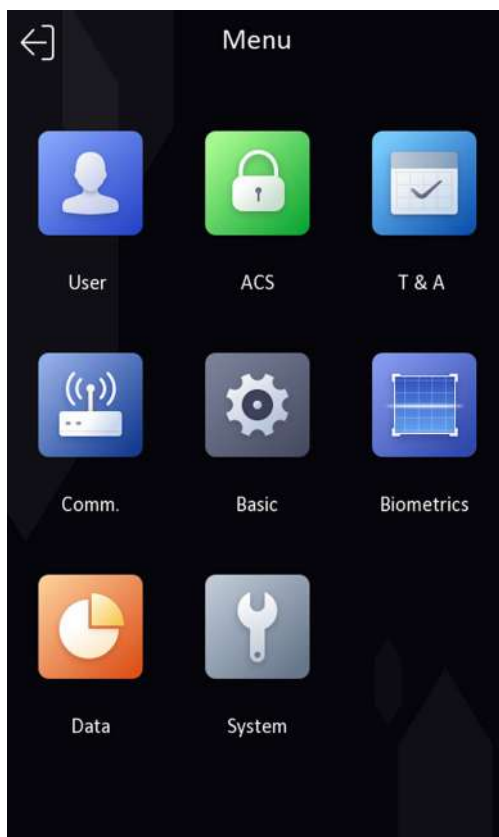 Menu
User
ACS
T & A
Comm.
Basic
Biometrics
Data
System